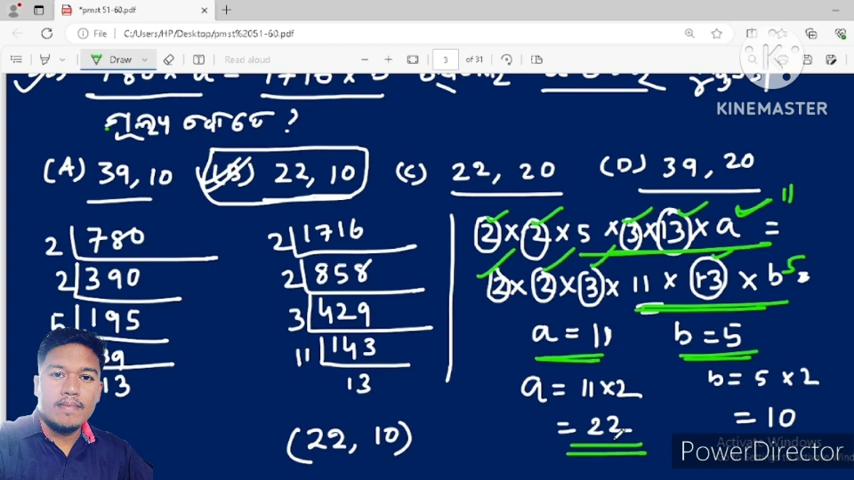 *pmst 51-60.pdf
File C:/Users/HP/Desktop/pmst%2051-60.pdf
Draw Read aloud 3 of 31
KINEMASTER
780 × a = 1716 × b
ମୂଲ୍ୟ
(A) 39, 10 (B) 22, 10 (C) 22, 20 (D) 39, 20
2 780 2 1716 2×2×5×3×13×a = 11
2 390 2 858 2×2×3×11×13×b 5
5 195 3 429 a = 11 b = 5
39 11 143 a = 11×2 b = 5×2
13 13 = 22 = 10
(22, 10)
Activate Windows
PowerDirector